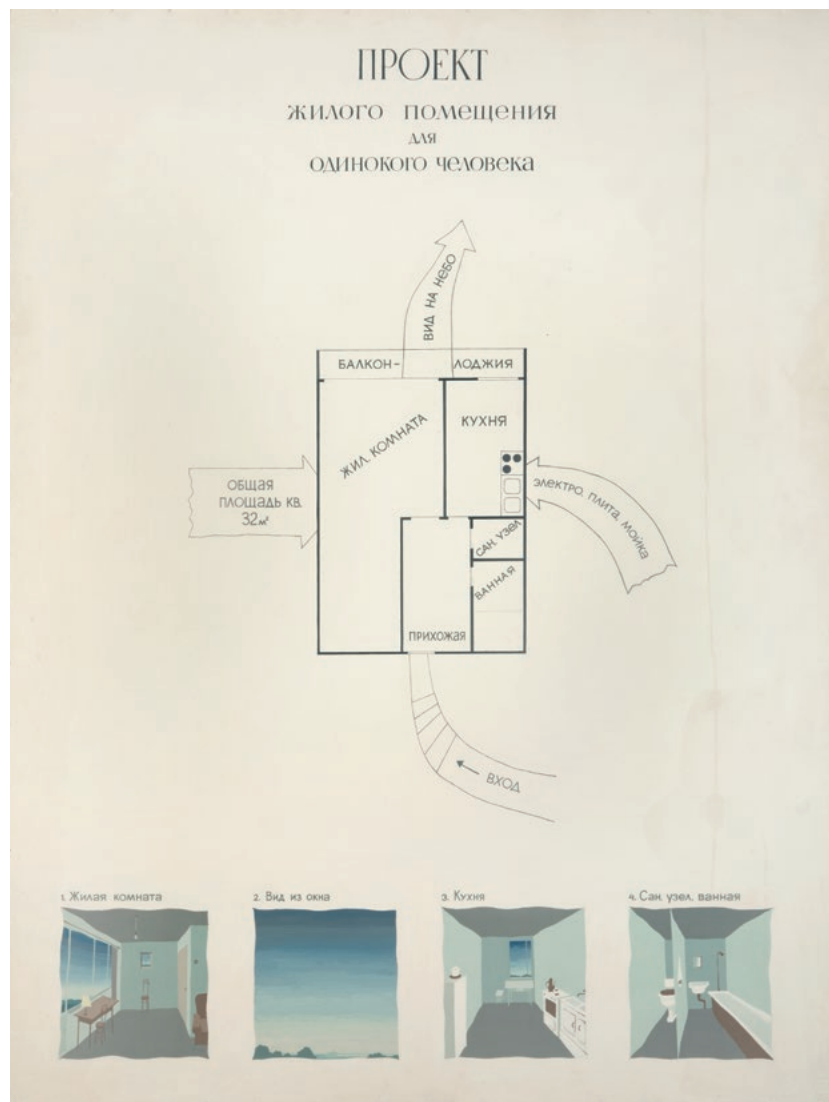 ПРОЕКТ
ЖИЛОГО ПОМЕЩЕНИЯ
ДЛЯ
ОДИНОКОГО ЧЕЛОВЕКА
ВИД НА НЕБО
БАЛКОН-ЛОДЖИЯ
ЖИЛ. КОМНАТА
КУХНЯ
ОБЩАЯ
ПЛОЩАДЬ КВ.
32 м²
ЭЛЕКТРО. ПЛИТА. МОЙКА
САН. УЗЕЛ
ВАННАЯ
ПРИХОЖАЯ
ВХОД
1. Жилая комната
2. Вид из окна
3. Кухня
4. Сан. узел. ванная